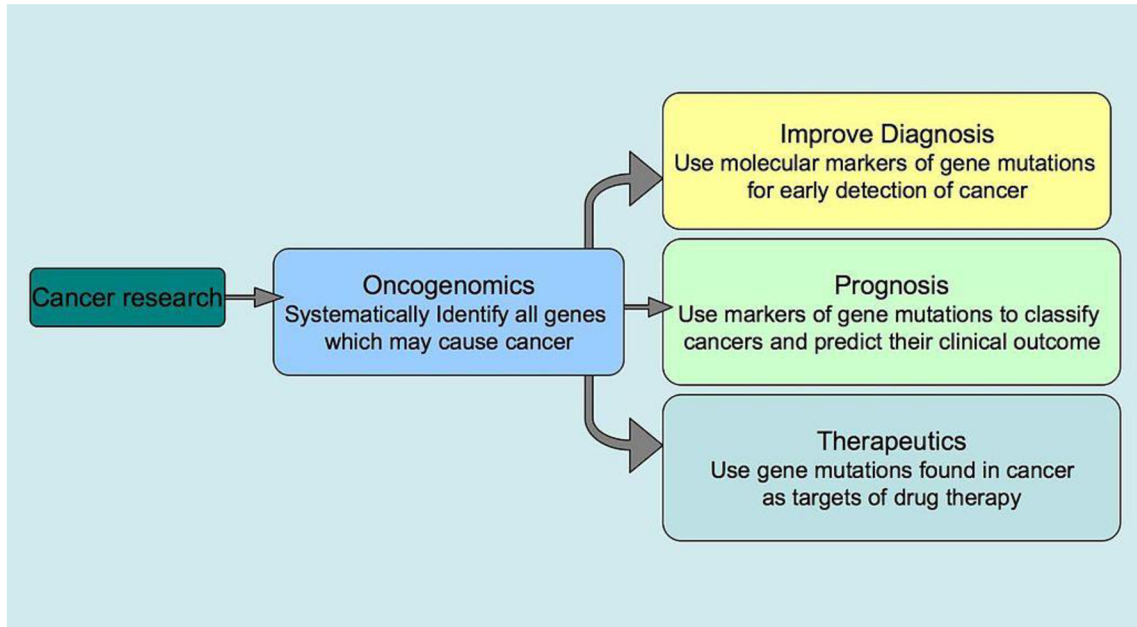 Cancer research
Oncogenomics
Systematically Identify all genes
which may cause cancer
Improve Diagnosis
Use molecular markers of gene mutations
for early detection of cancer
Prognosis
Use markers of gene mutations to classify
cancers and predict their clinical outcome
Therapeutics
Use gene mutations found in cancer
as targets of drug therapy